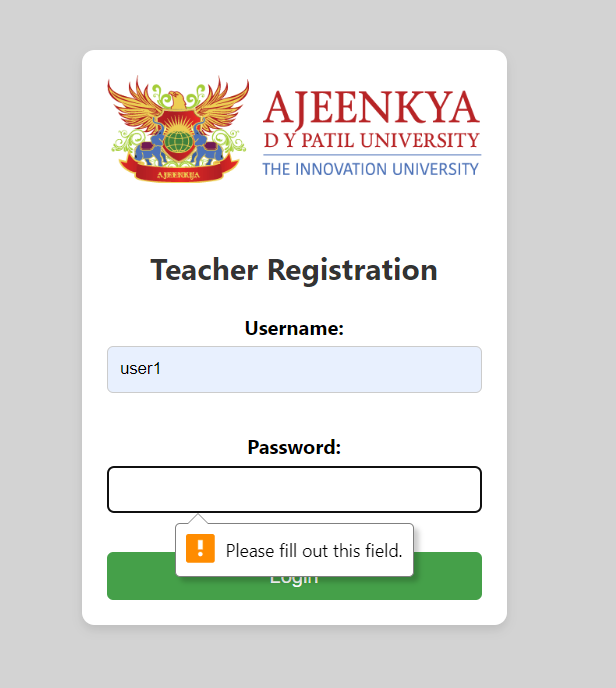 AJEENKYA
D Y PATIL UNIVERSITY
THE INNOVATION UNIVERSITY
AJEENKYA
Teacher Registration
Username:
user1
Password:
Please fill out this field.
Login